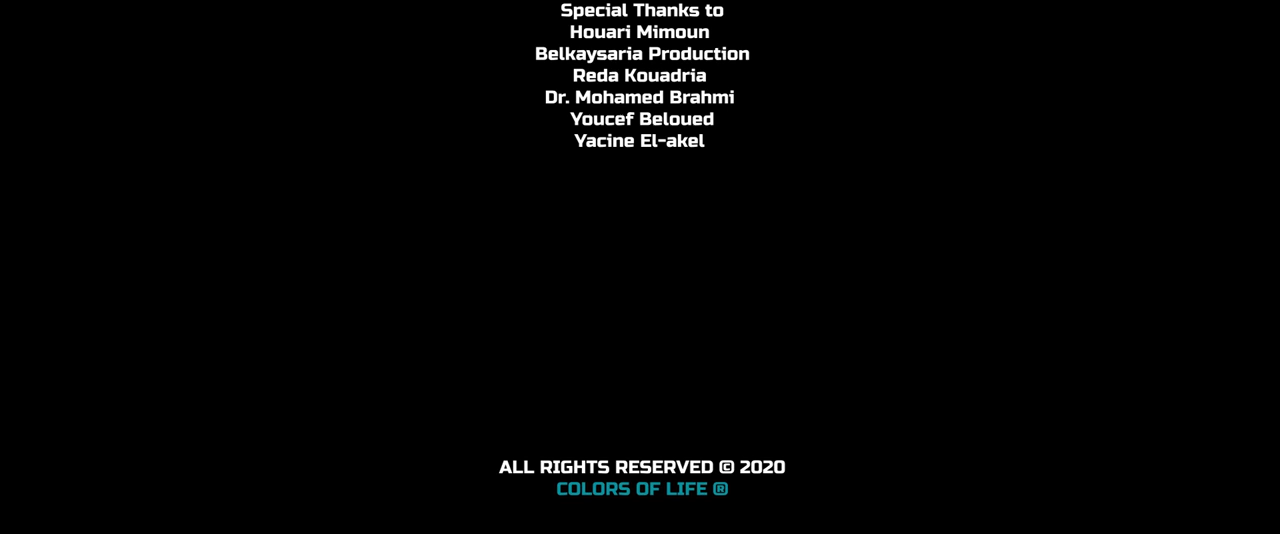 Special Thanks to
Houari Mimoun
Belkaysaria Production
Reda Kouadria
Dr. Mohamed Brahmi
Youcef Beloued
Yacine El-akel
ALL RIGHTS RESERVED © 2020
COLORS OF LIFE ®